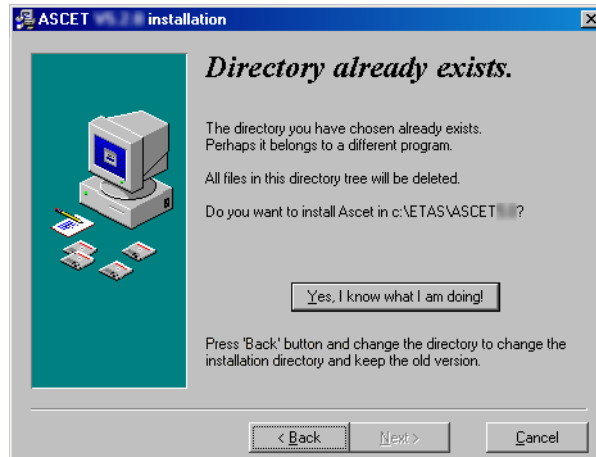 ASCET installation
Directory already exists.
The directory you have chosen already exists.
Perhaps it belongs to a different program.
All files in this directory tree will be deleted.
Do you want to install Ascet in c:\ETAS\ASCET ?
Yes, I know what I am doing!
Press 'Back' button and change the directory to change the
installation directory and keep the old version.
< Back Next > Cancel